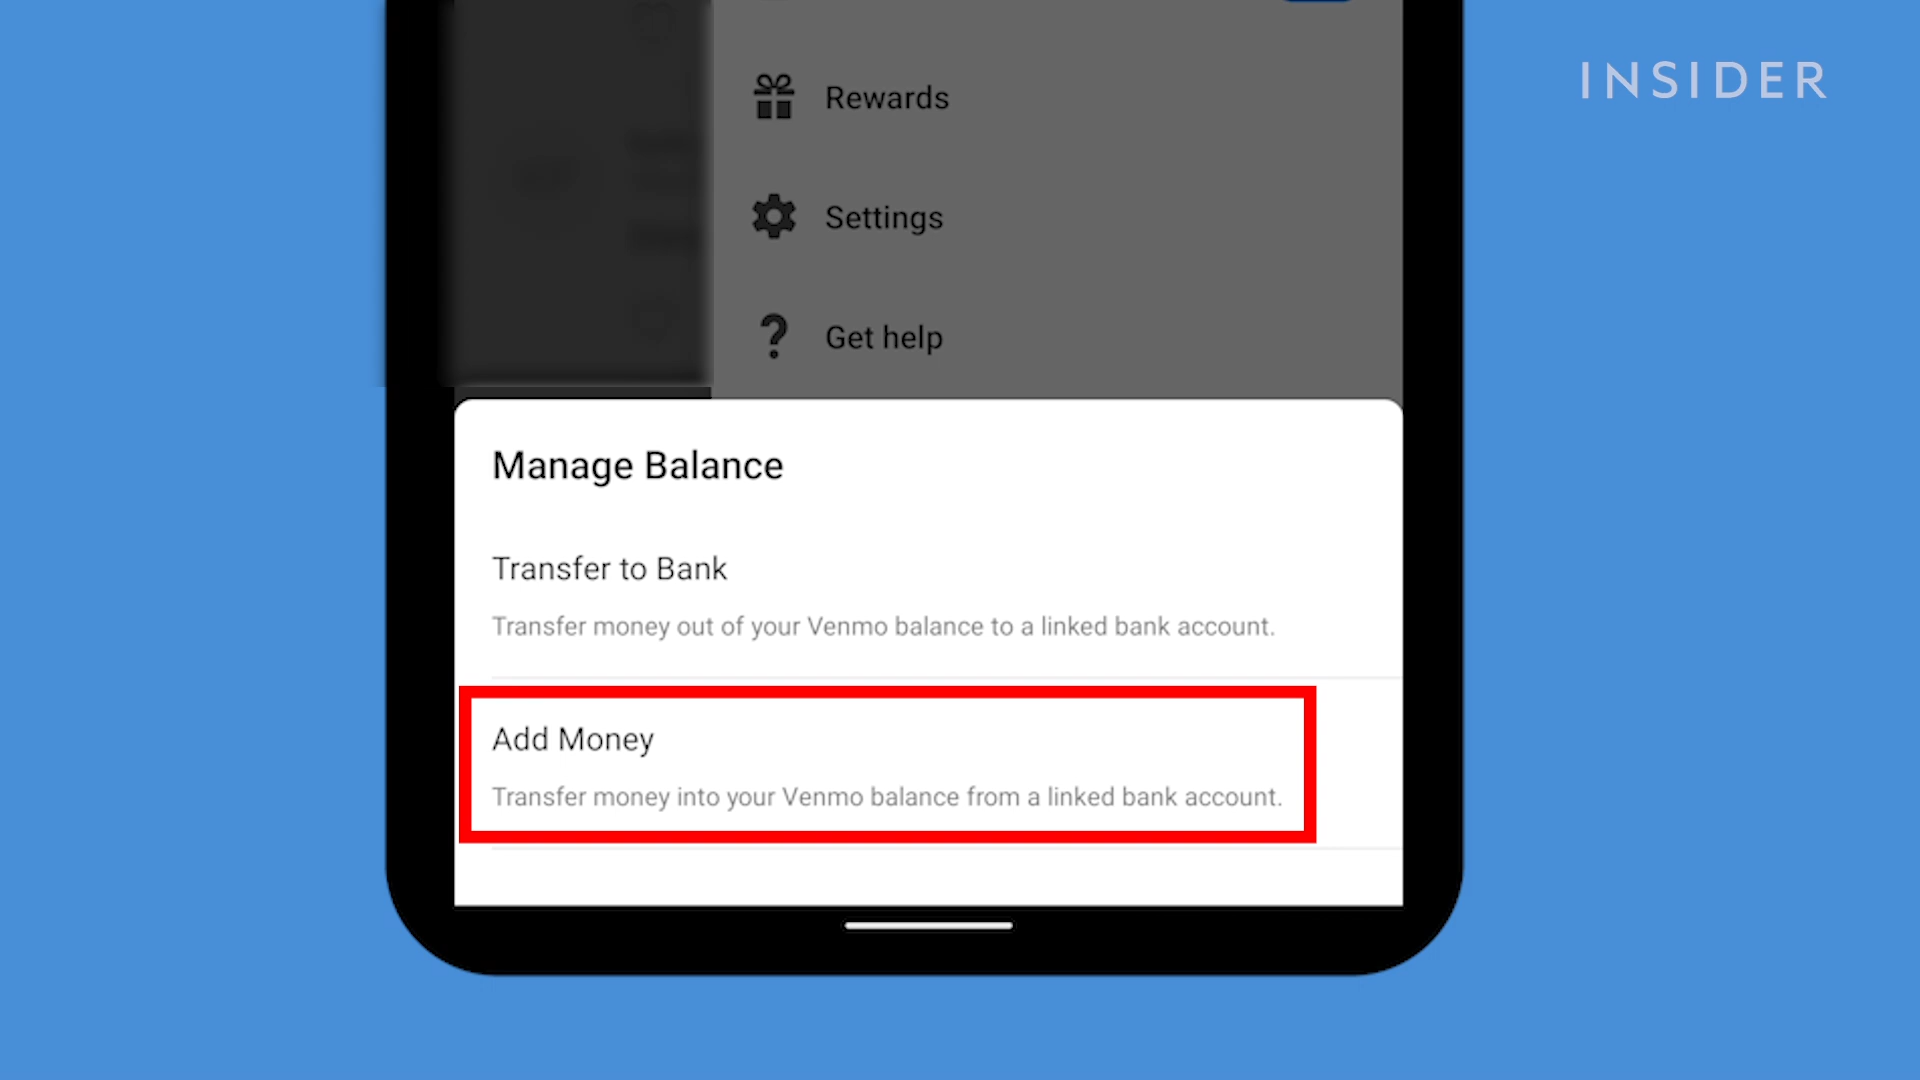 INSIDER
Rewards
Settings
Get help
Manage Balance
Transfer to Bank
Transfer money out of your Venmo balance to a linked bank account.
Add Money
Transfer money into your Venmo balance from a linked bank account.